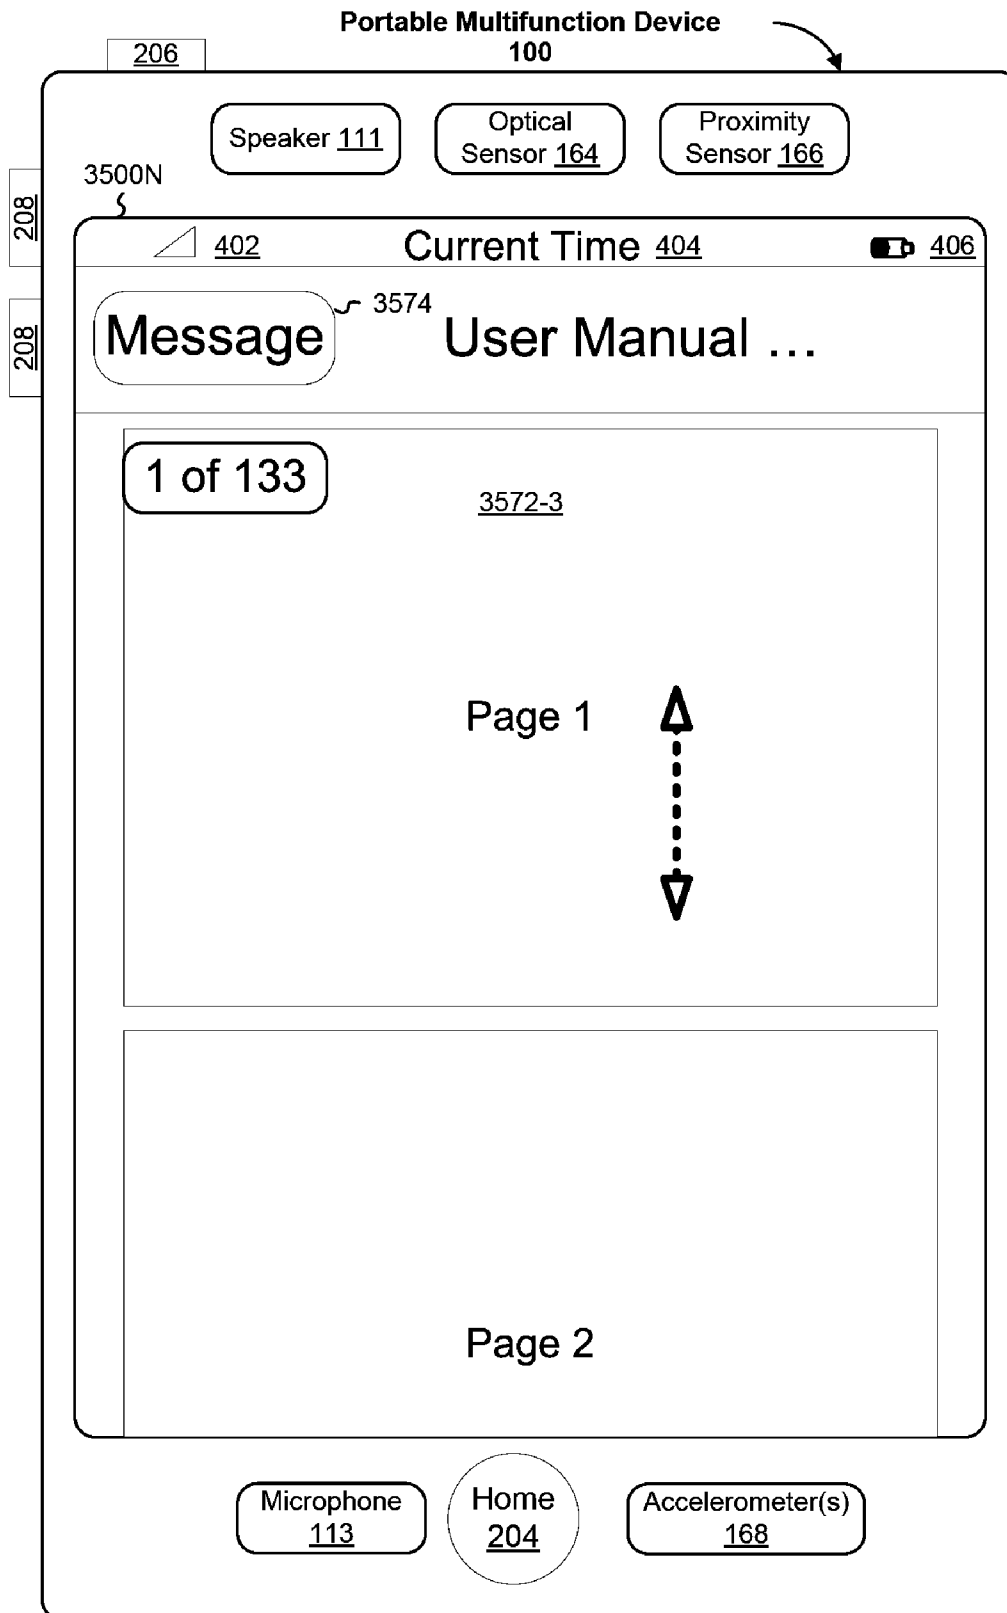 Portable Multifunction Device
100
206
Speaker 111
Optical
Sensor 164
Proximity
Sensor 166
3500N
208
208
402
Current Time 404
406
Message
3574
User Manual ...
1 of 133
3572-3
Page 1
Page 2
Microphone
113
Home
204
Accelerometer(s)
168